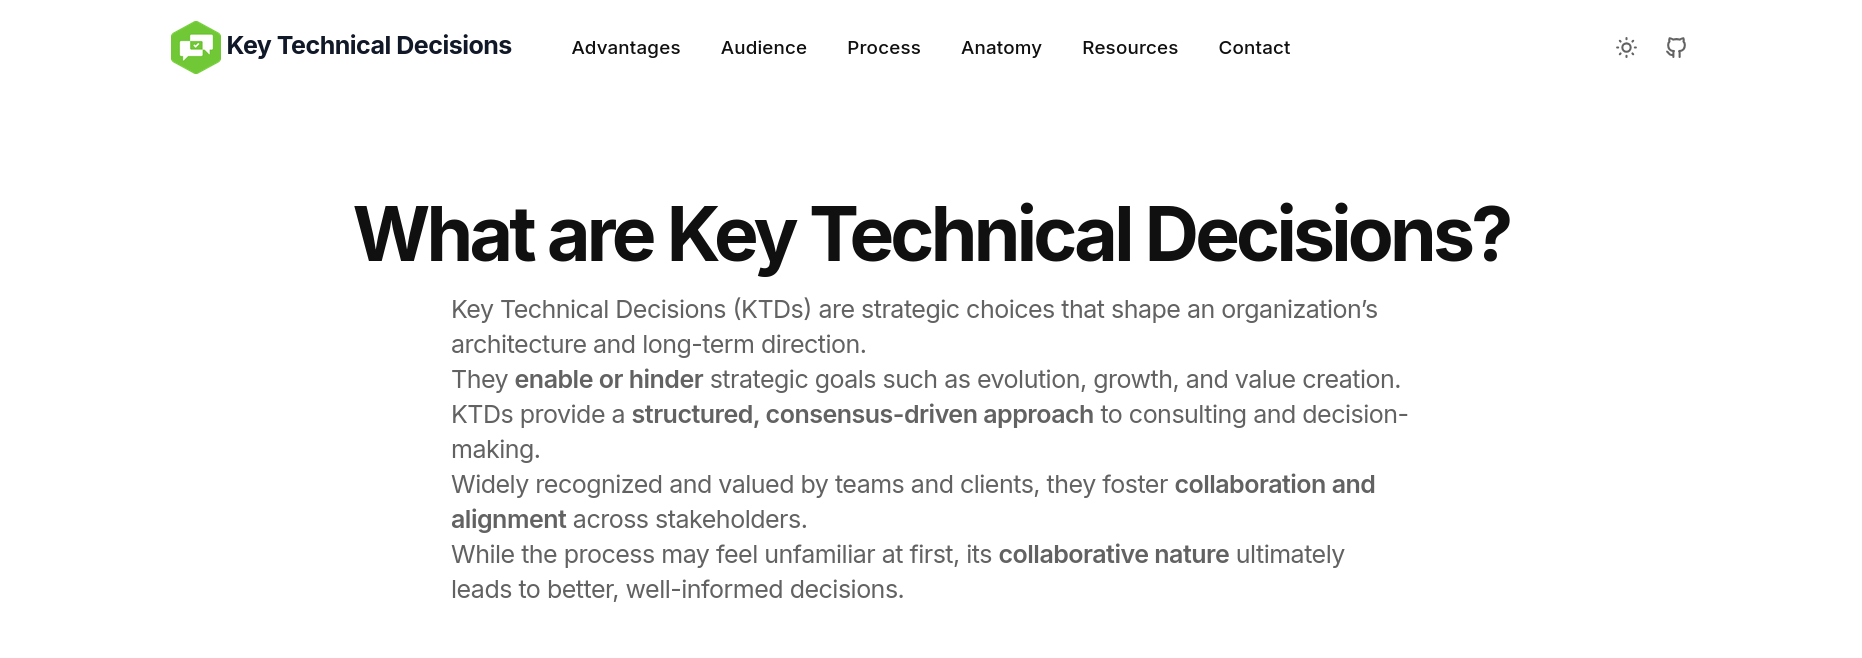 Key Technical Decisions
Advantages
Audience
Process
Anatomy
Resources
Contact
What are Key Technical Decisions?
Key Technical Decisions (KTDs) are strategic choices that shape an organization’s
architecture and long-term direction.
They enable or hinder strategic goals such as evolution, growth, and value creation.
KTDs provide a structured, consensus-driven approach to consulting and decision-
making.
Widely recognized and valued by teams and clients, they foster collaboration and
alignment across stakeholders.
While the process may feel unfamiliar at first, its collaborative nature ultimately
leads to better, well-informed decisions.